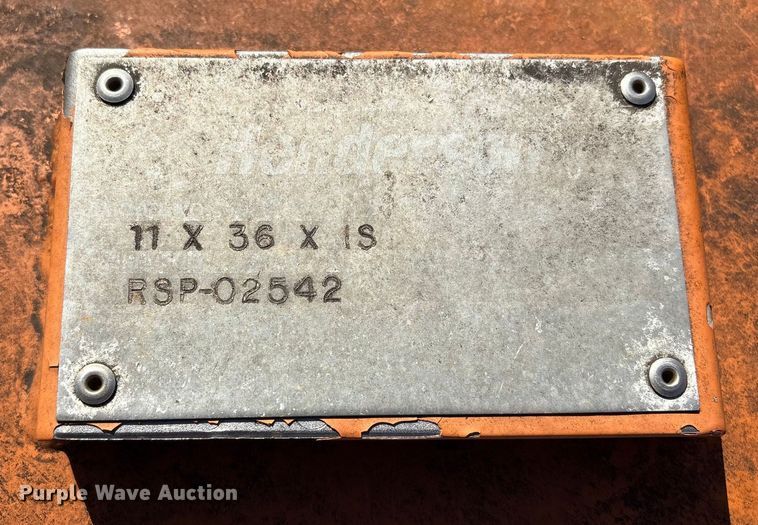 Henderson
11 X 36 X IS
RSP-02542
Purple Wave Auction